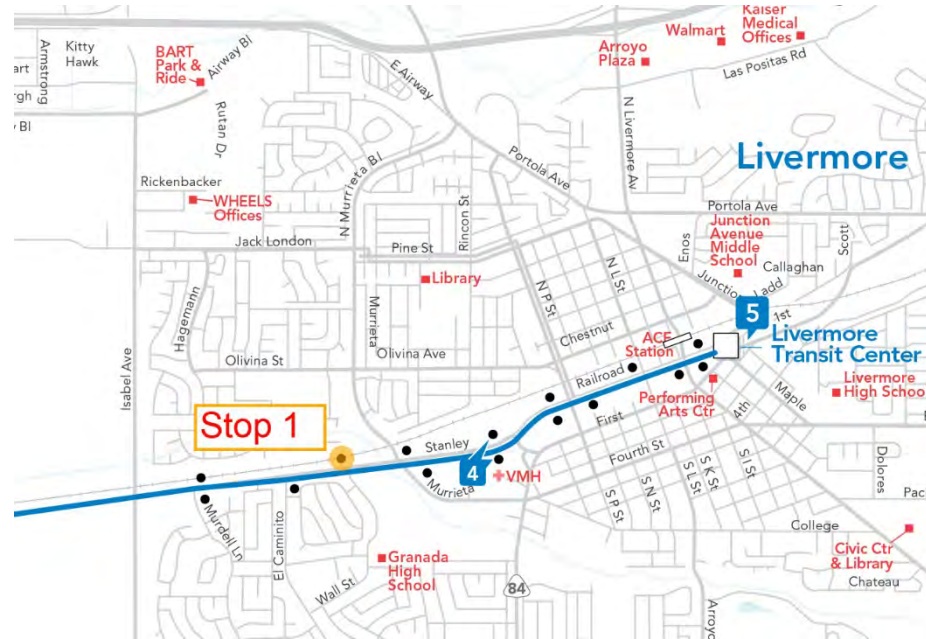 Kaiser
Medical
Offices
Walmart
Kitty
Hawk
Armstrong
BART
Park &
Ride
Airway Bl
Arroyo
Plaza
Las Positas Rd
E Airway
art
rgh
y Bl
Rutan Dr
N Livermore Av
Livermore
Portola Ave
N Murrieta Bl
Rickenbacker
WHEELS
Offices
Rincon St
Portola Ave
Junction
Avenue
Middle
School
Enos
Scott
Jack London
Pine St
Library
N P St
N L St
Callaghan
Junction
Ladd
Hagemann
Murrieta
Chestnut
ACE
Station
5
1st
Livermore
Transit Center
Isabel Ave
Olivina St
Olivina Ave
Railroad
Performing
Arts Ctr
Maple
4th
Livermore
High School
Stop 1
Stanley
First
4
VMH
Murrieta
Fourth St
S P St
S N St
S L St
S K St
S I St
Dolores
Pac
Murdell Ln
El Caminito
Wall St
Granada
High
School
College
Civic Ctr
& Library
Chateau
84
Arroyo